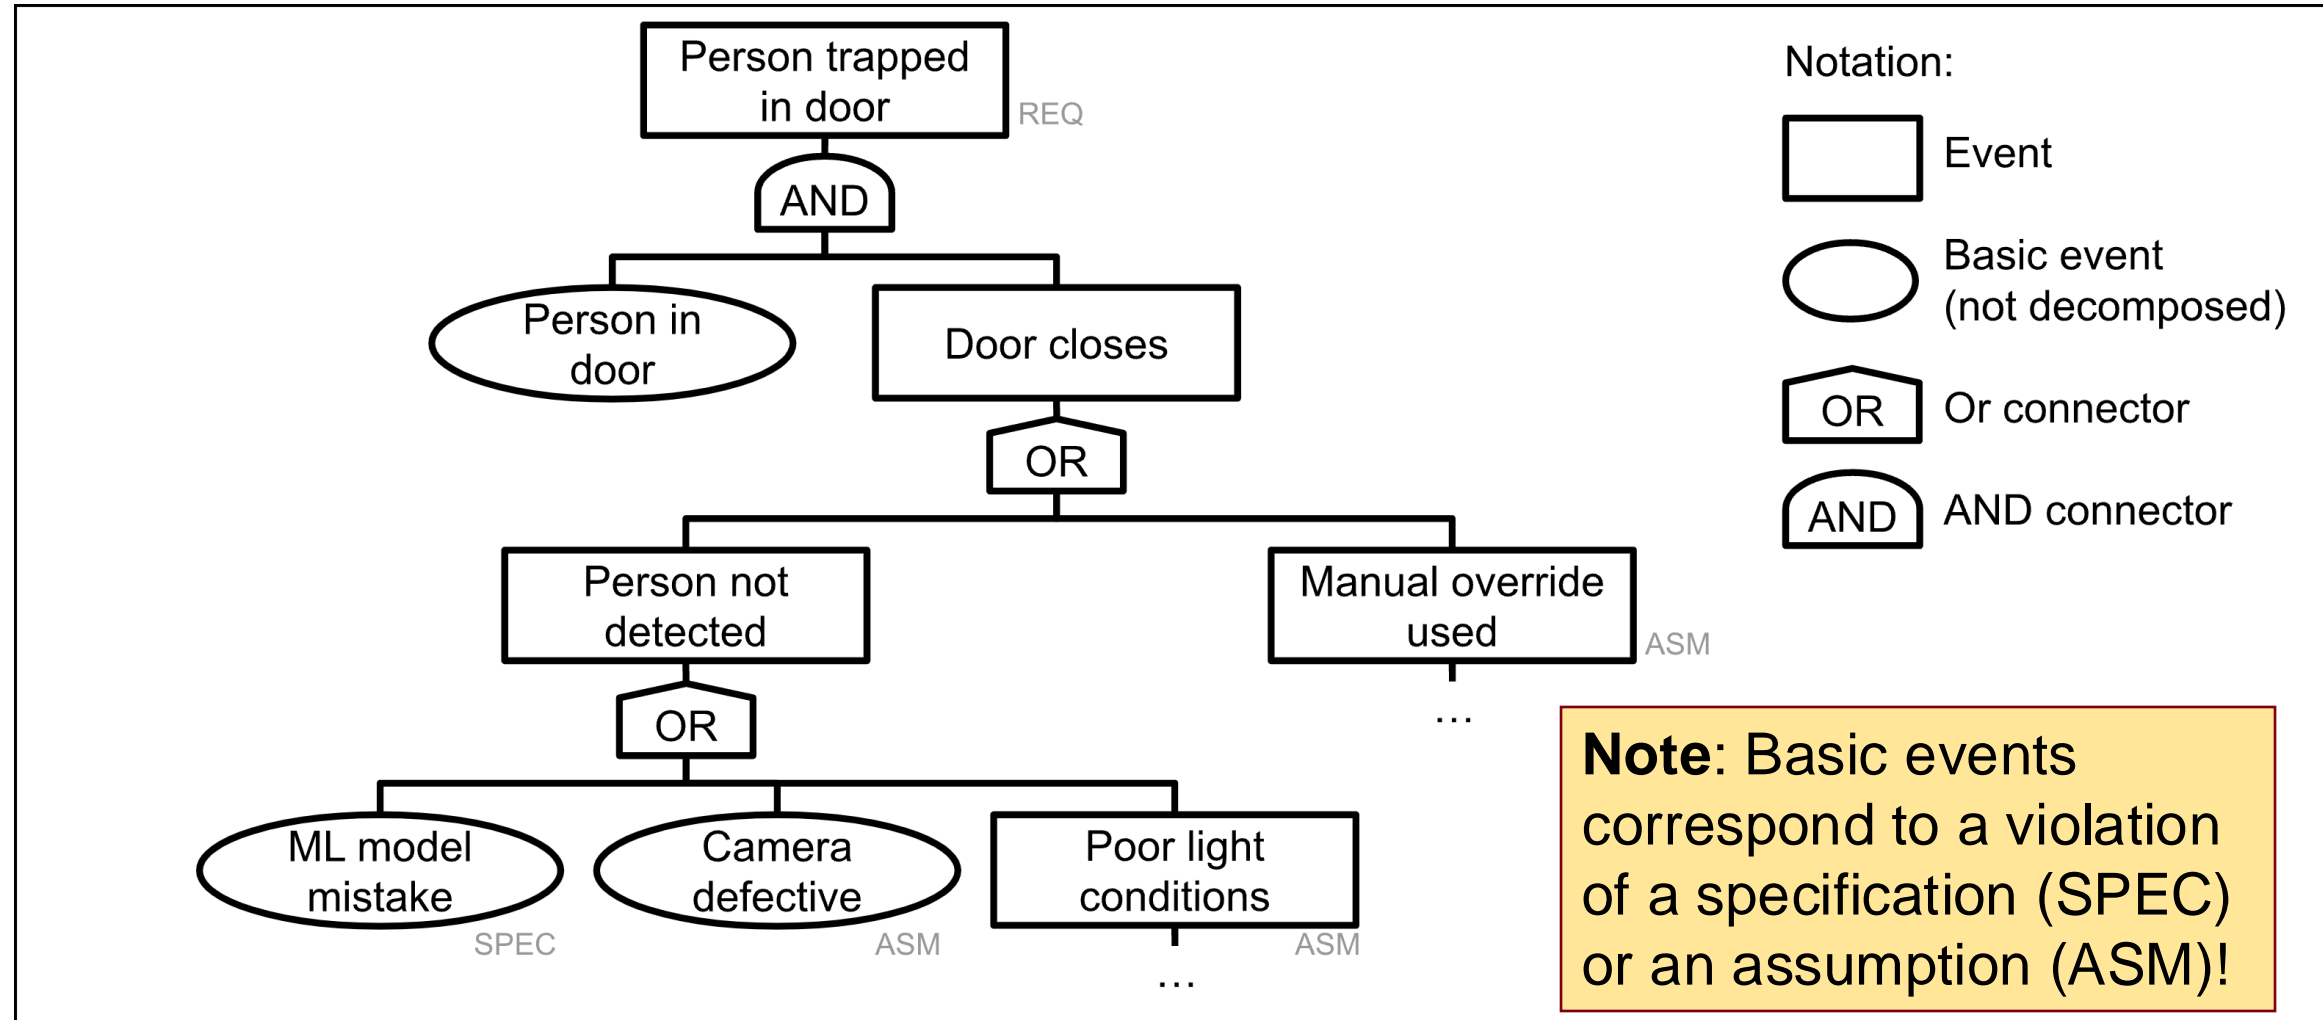 Person trapped
in door
REQ
AND
Person in
door
Door closes
OR
Person not
detected
Manual override
used
ASM
…
OR
ML model
mistake
SPEC
Camera
defective
ASM
Poor light
conditions
ASM
…
Notation:
Event
Basic event
(not decomposed)
OR
Or connector
AND
AND connector
Note: Basic events
correspond to a violation
of a specification (SPEC)
or an assumption (ASM)!